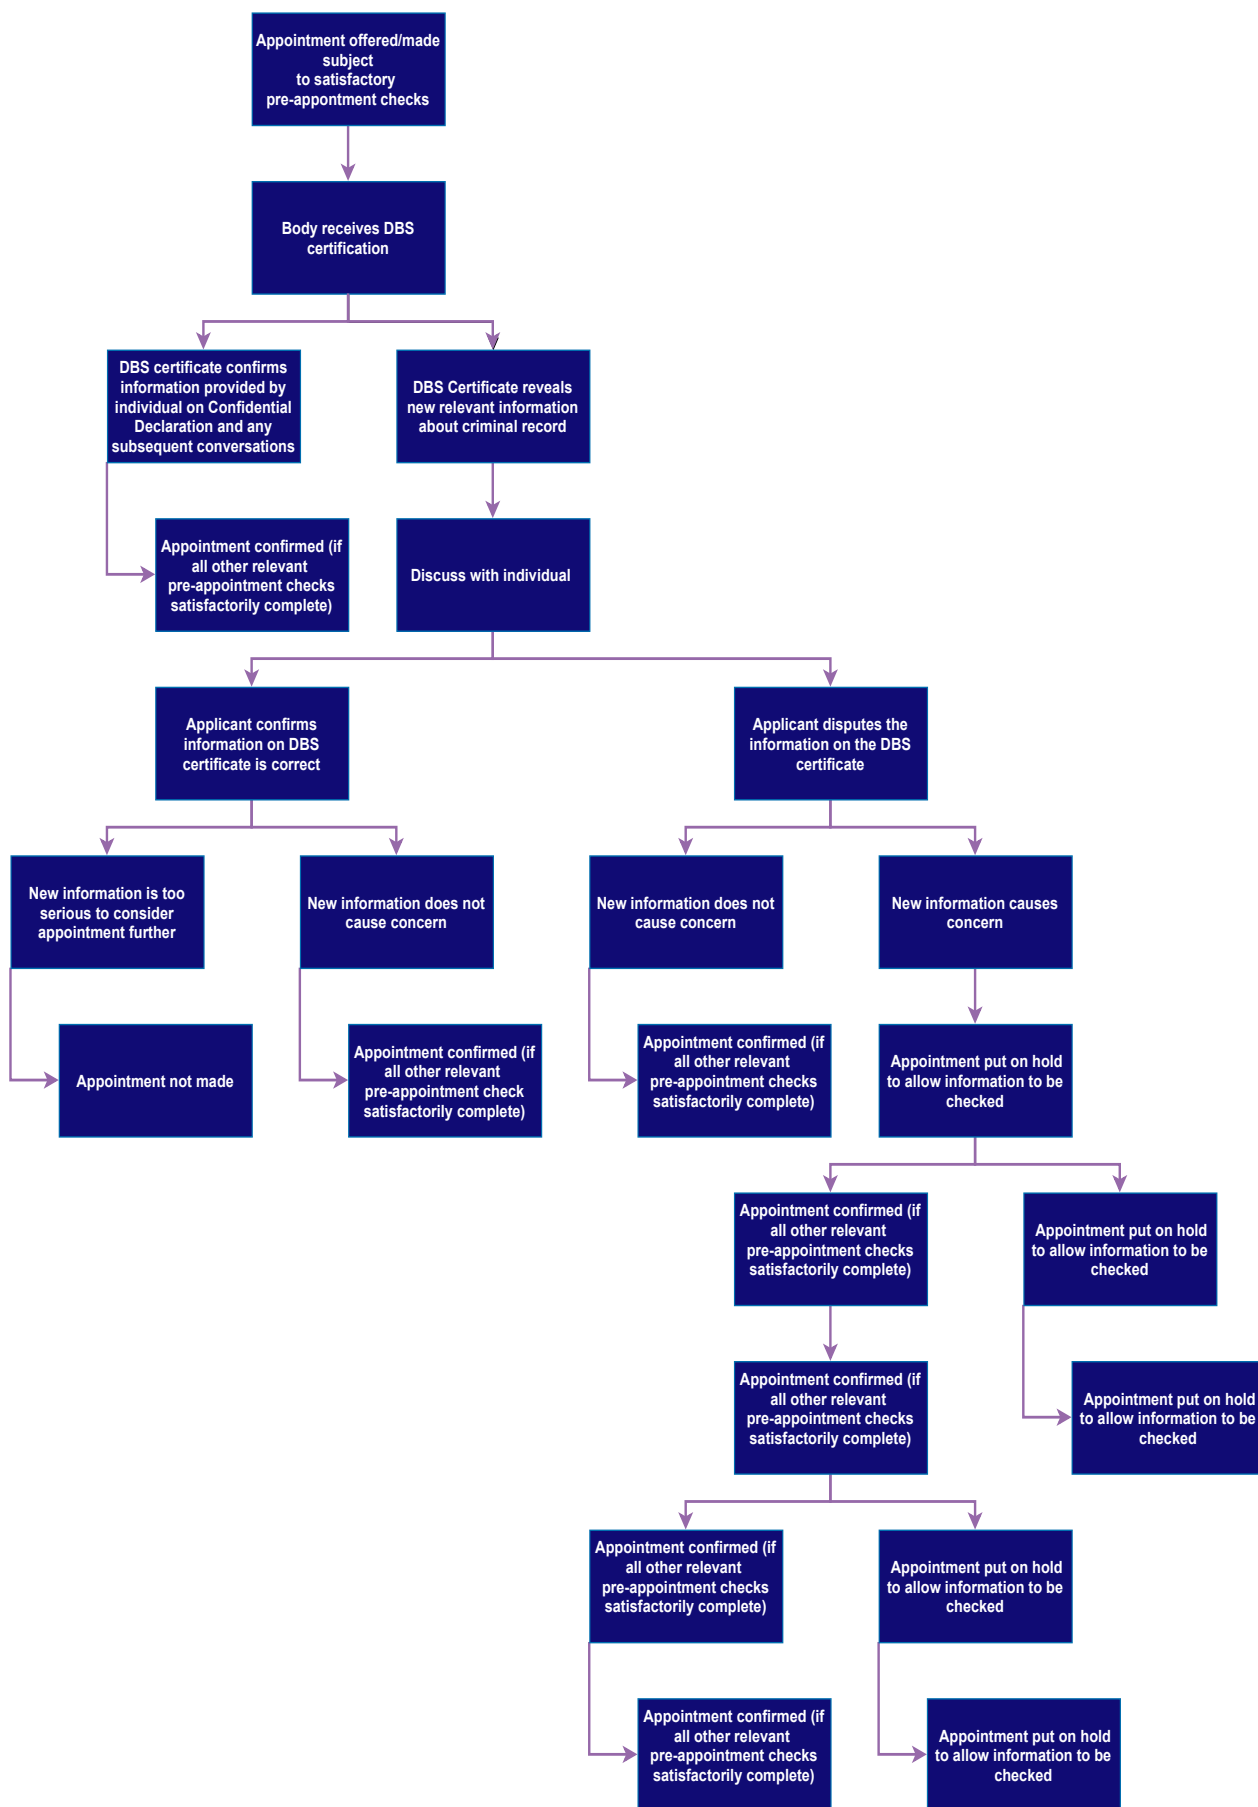 Appointment offered/made
subject
to satisfactory
pre-appontment checks
Body receives DBS
certification
DBS certificate confirms
information provided by
individual on Confidential
Declaration and any
subsequent conversations
DBS Certificate reveals
new relevant information
about criminal record
Appointment confirmed (if
all other relevant
pre-appointment checks
satisfactorily complete)
Discuss with individual
Applicant confirms
information on DBS
certificate is correct
Applicant disputes the
information on the DBS
certificate
New information is too
serious to consider
appointment further
New information does not
cause concern
New information does not
cause concern
New information causes
concern
Appointment not made
Appointment confirmed (if
all other relevant
pre-appointment check
satisfactorily complete)
Appointment confirmed (if
all other relevant
pre-appointment checks
satisfactorily complete)
Appointment put on hold
to allow information to be
checked
Appointment confirmed (if
all other relevant
pre-appointment checks
satisfactorily complete)
Appointment put on hold
to allow information to be
checked
Appointment confirmed (if
all other relevant
pre-appointment checks
satisfactorily complete)
Appointment put on hold
to allow information to be
checked
Appointment confirmed (if
all other relevant
pre-appointment checks
satisfactorily complete)
Appointment put on hold
to allow information to be
checked
Appointment confirmed (if
all other relevant
pre-appointment checks
satisfactorily complete)
Appointment put on hold
to allow information to be
checked